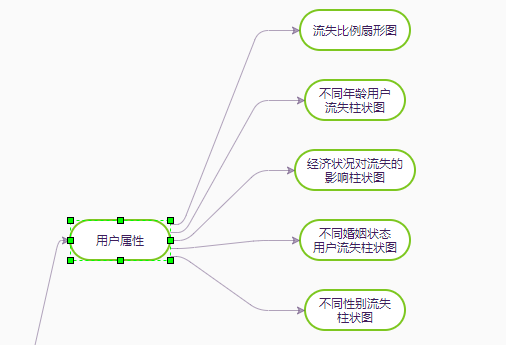 流失比例扇形图
不同年龄用户
流失柱状图
经济状况对流失的
影响柱状图
用户属性
不同婚姻状态
用户流失柱状图
不同性别流失
柱状图